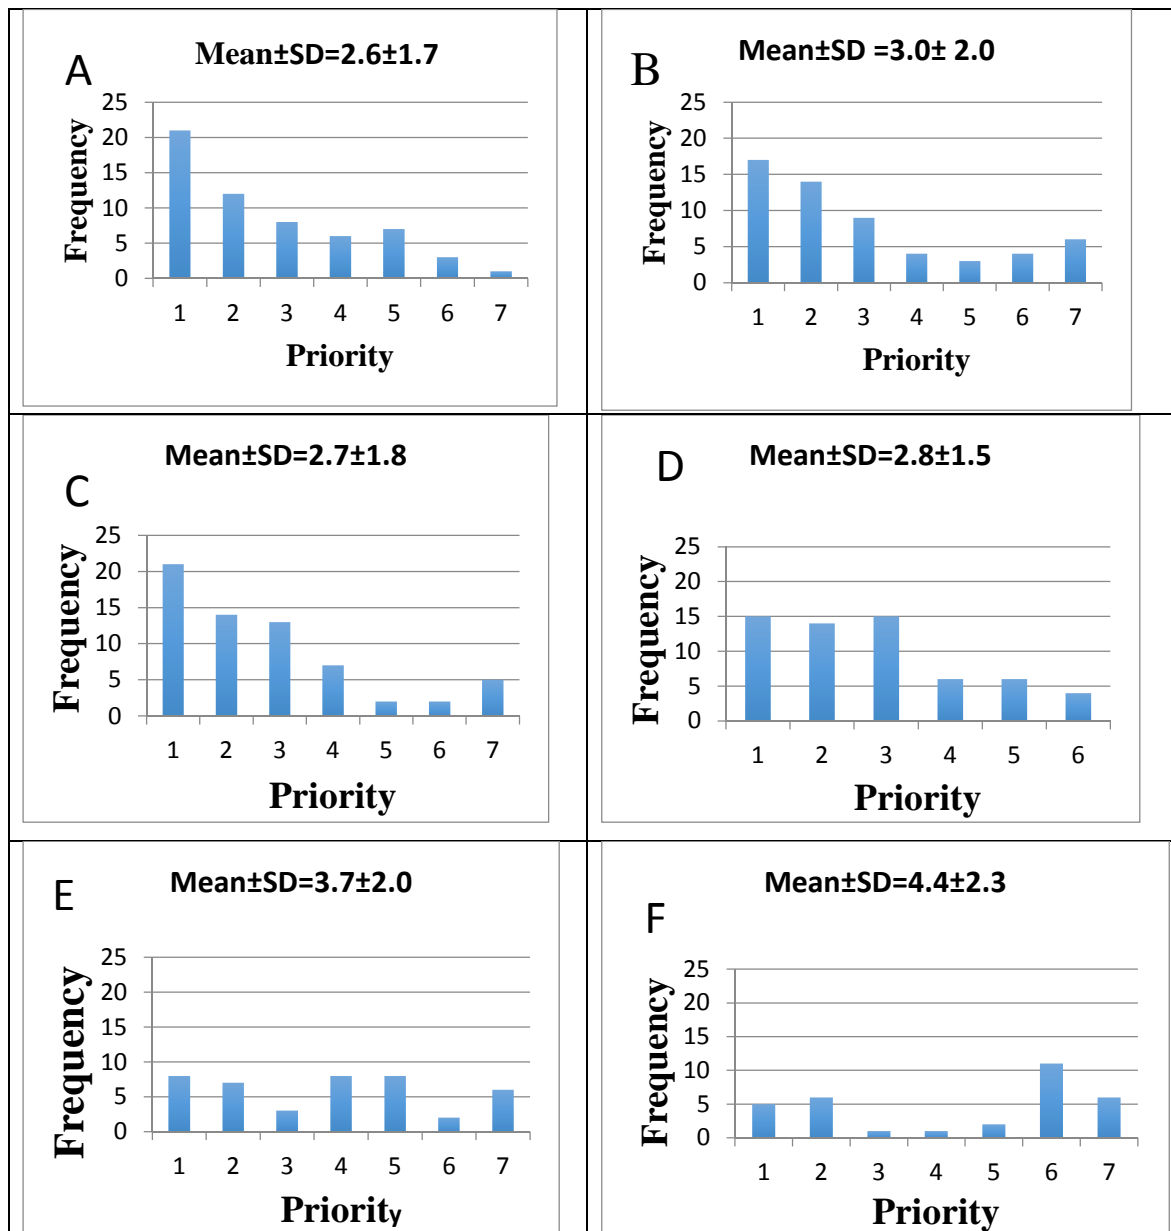 A
Mean±SD=2.6±1.7
Frequency
25
20
15
10
5
0
1 2 3 4 5 6 7
Priority
B
Mean±SD =3.0± 2.0
Frequency
25
20
15
10
5
0
1 2 3 4 5 6 7
Priority
Mean±SD=2.7±1.8
C
Frequency
25
20
15
10
5
0
1 2 3 4 5 6 7
Priority
Mean±SD=2.8±1.5
D
Frequency
25
20
15
10
5
0
1 2 3 4 5 6
Priority
Mean±SD=3.7±2.0
E
Frequency
25
20
15
10
5
0
1 2 3 4 5 6 7
Priority
Mean±SD=4.4±2.3
F
Frequency
25
20
15
10
5
0
1 2 3 4 5 6 7
Priority